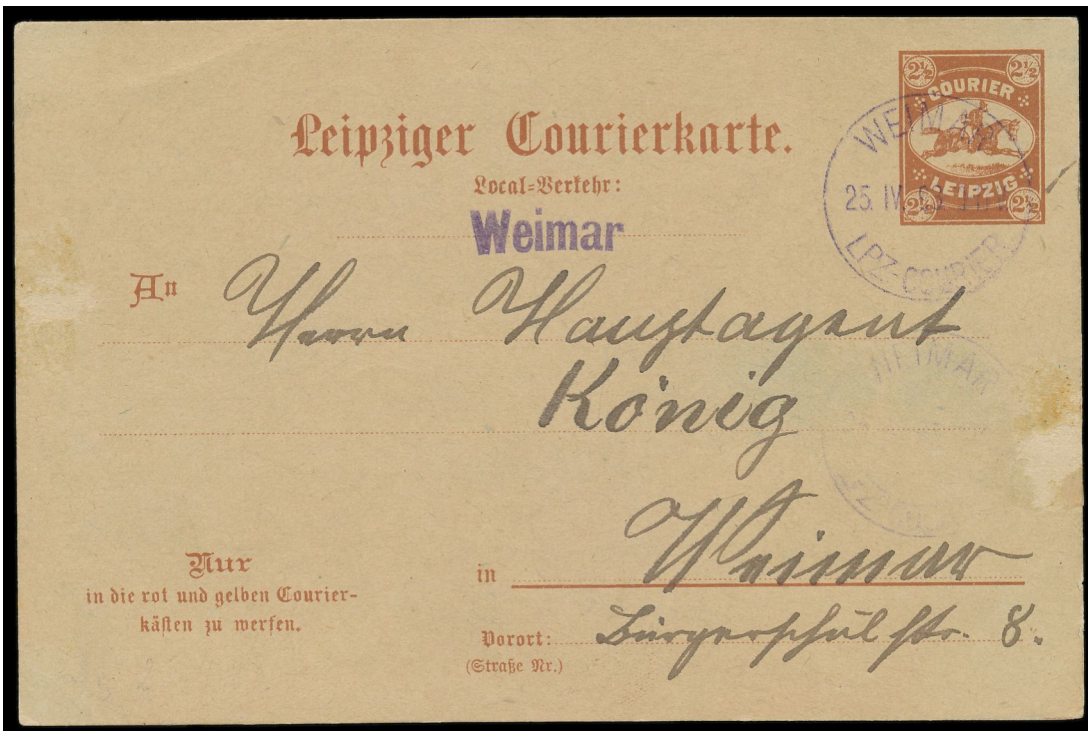 2½ 2½
COURIER
LEIPZIG
2½ 2½
WEIMAR
25. IV.
LPZ-COURIER
Leipziger Courierkarte.
Local-Verkehr:
Weimar
An Herrn Hauptagent
König
WEIMAR
in Weimar
Nur
in die rot und gelben Courier-
kästen zu werfen.
Vorort: Bürgerschulstr. 8.
(Straße Nr.)